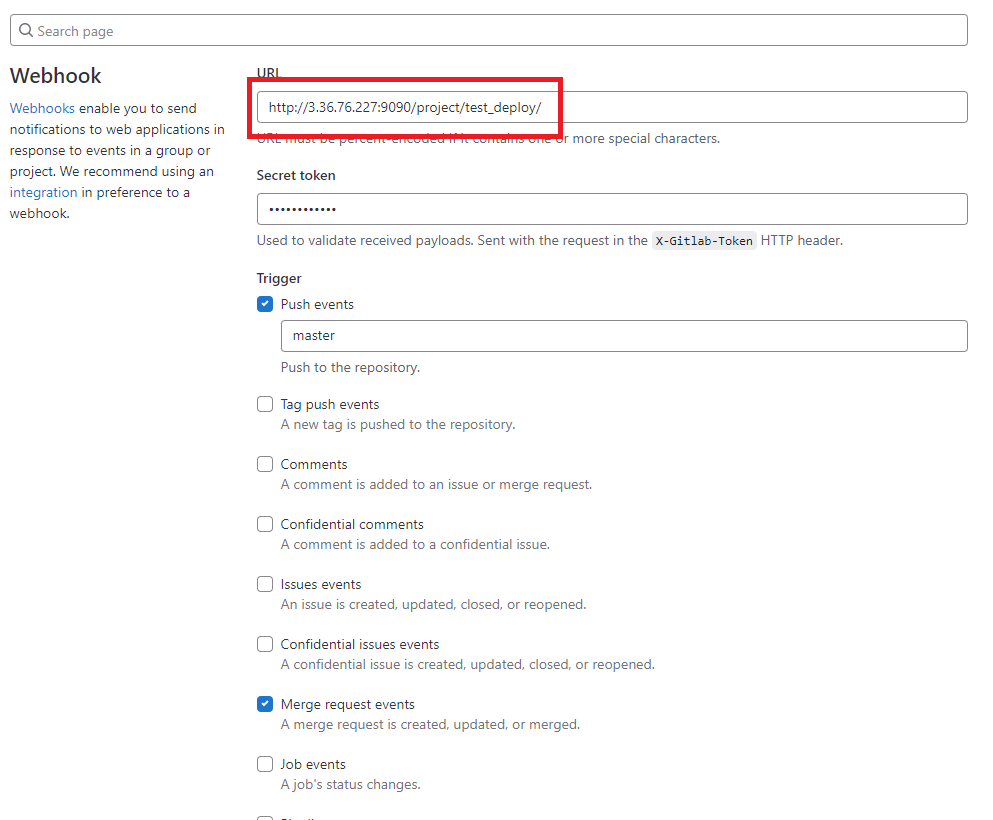 Search page
Webhook
Webhooks enable you to send
notifications to web applications in
response to events in a group or
project. We recommend using an
integration in preference to a
webhook.
URL
http://3.36.76.227:9090/project/test_deploy/
URL must be percent-encoded if it contains one or more special characters.
Secret token
••••••••••••
Used to validate received payloads. Sent with the request in the X-Gitlab-Token HTTP header.
Trigger
Push events
master
Push to the repository.
Tag push events
A new tag is pushed to the repository.
Comments
A comment is added to an issue or merge request.
Confidential comments
A comment is added to a confidential issue.
Issues events
An issue is created, updated, closed, or reopened.
Confidential issues events
A confidential issue is created, updated, closed, or reopened.
Merge request events
A merge request is created, updated, or merged.
Job events
A job's status changes.